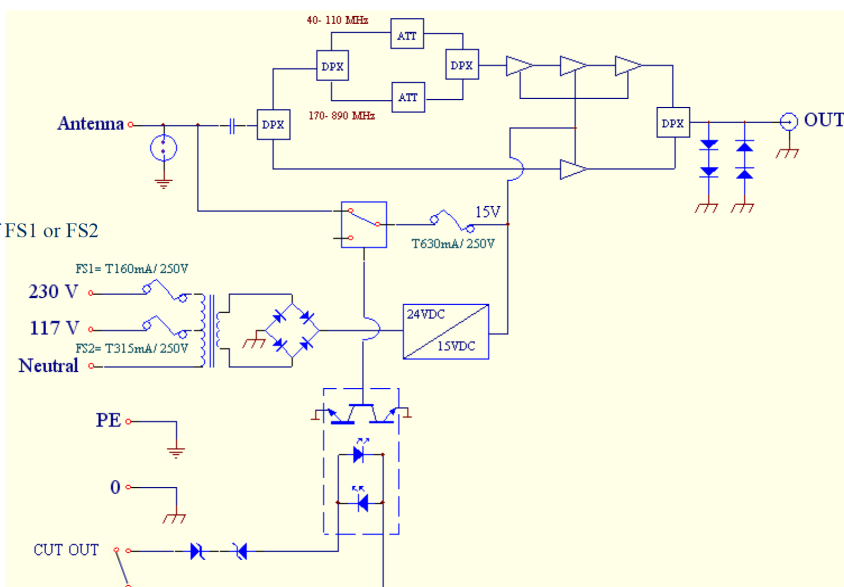 40- 110 MHz
ATT
DPX
DPX
ATT
170- 890 MHz
Antenna
DPX
DPX
OUT
15V
FS1 or FS2
T630mA/ 250V
FS1= T160mA/ 250V
230 V
24VDC
117 V
15VDC
FS2= T315mA/ 250V
Neutral
PE
0
CUT OUT